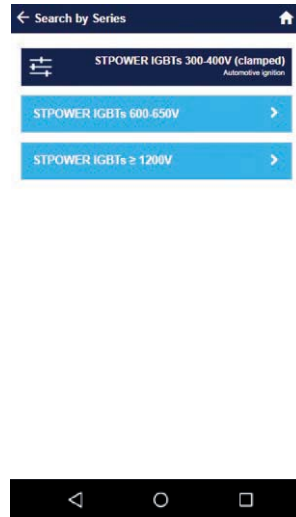 Search by Series
STPOWER IGBTs 300-400V (clamped)
Automotive ignition
STPOWER IGBTs 600-650V
STPOWER IGBTs ≥ 1200V